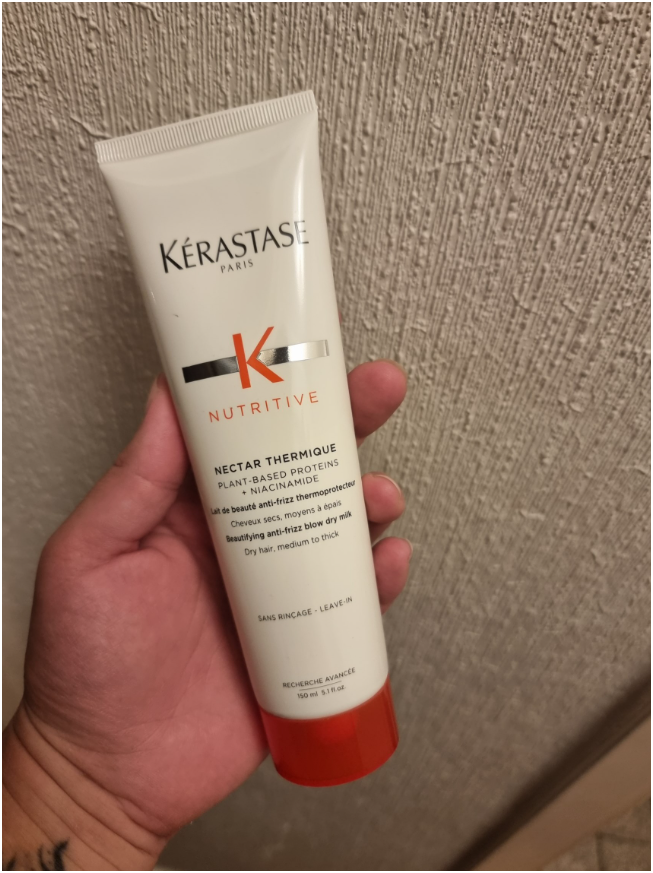 KÉRASTASE
PARIS
K
NUTRITIVE
NECTAR THERMIQUE
PLANT-BASED PROTEINS
+ NIACINAMIDE
Lait de beauté anti-frizz thermoprotecteur
Cheveux secs, moyens à épais
Beautifying anti-frizz blow dry milk
Dry hair, medium to thick
SANS RINÇAGE - LEAVE-IN
RECHERCHE AVANCÉE
150 ml 5.1 fl.oz.